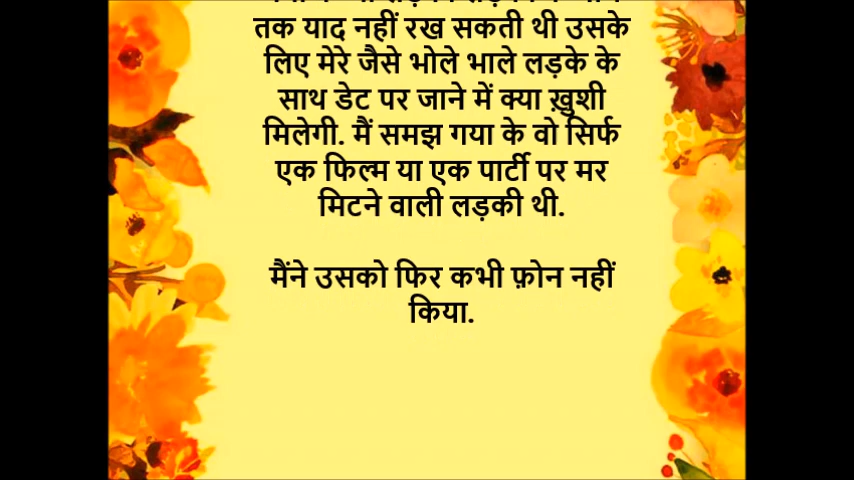 तक याद नहीं रख सकती थी उसके
लिए मेरे जैसे भोले भाले लड़के के
साथ डेट पर जाने में क्या ख़ुशी
मिलेगी. मैं समझ गया के वो सिर्फ
एक फिल्म या एक पार्टी पर मर
मिटने वाली लड़की थी.
मैंने उसको फिर कभी फ़ोन नहीं
किया.